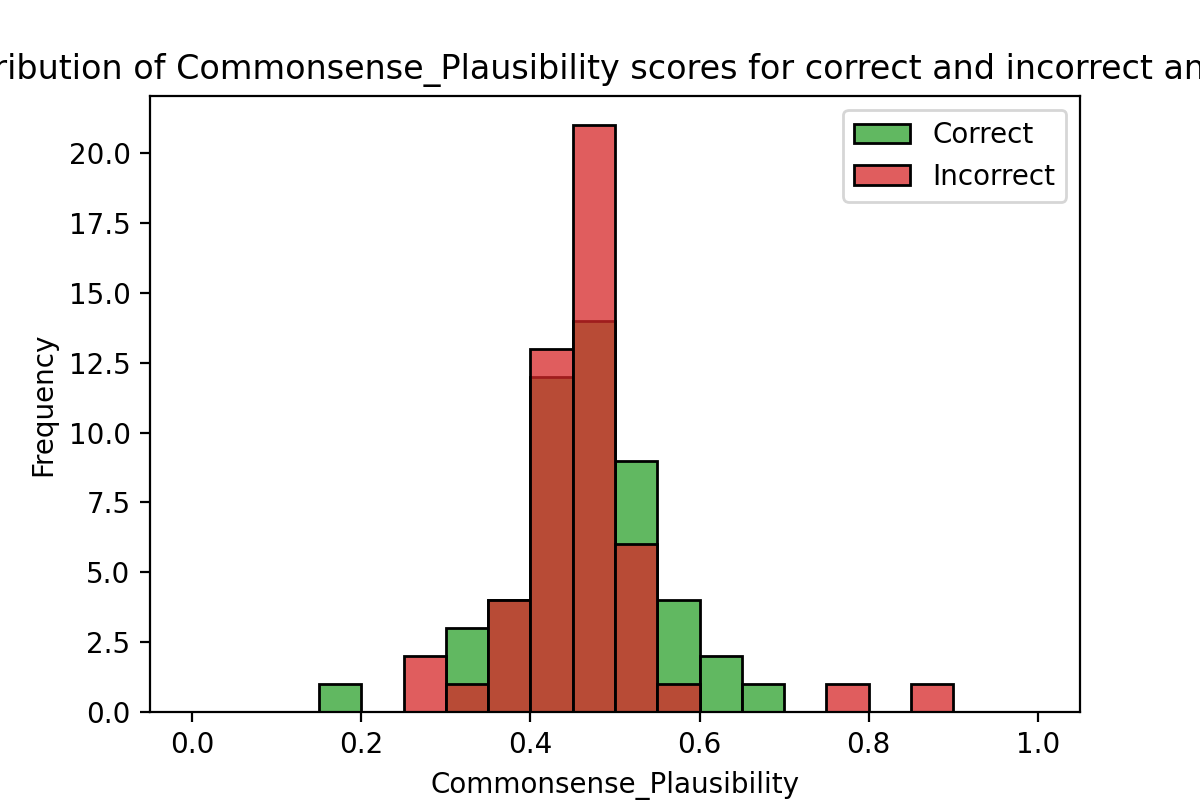 ribution of Commonsense_Plausibility scores for correct and incorrect an
Correct
Incorrect
Frequency
20.0
17.5
15.0
12.5
10.0
7.5
5.0
2.5
0.0
0.0 0.2 0.4 0.6 0.8 1.0
Commonsense_Plausibility